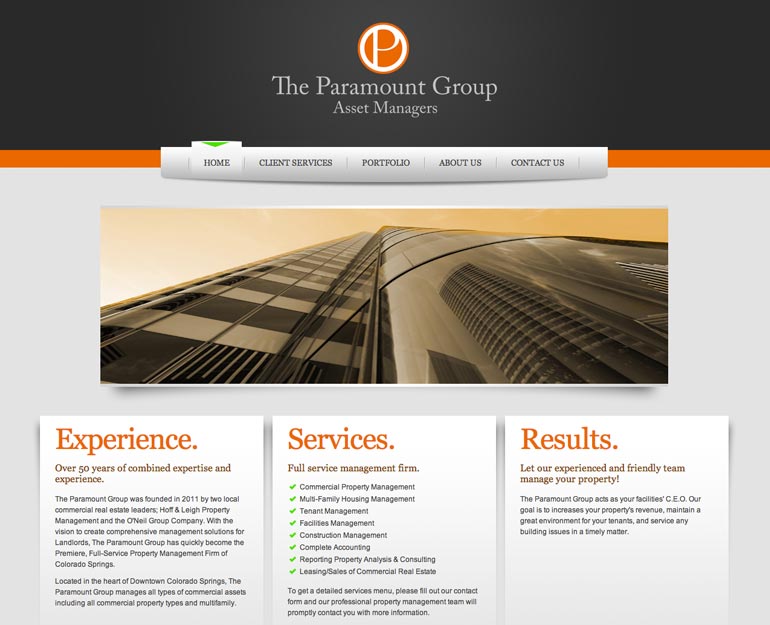 P
The Paramount Group
Asset Managers
HOME CLIENT SERVICES PORTFOLIO ABOUT US CONTACT US
Experience.
Over 50 years of combined expertise and
experience.
The Paramount Group was founded in 2011 by two local
commercial real estate leaders; Hoff & Leigh Property
Management and the O'Neil Group Company. With the
vision to create comprehensive management solutions for
Landlords, The Paramount Group has quickly become the
Premiere, Full-Service Property Management Firm of
Colorado Springs.
Located in the heart of Downtown Colorado Springs, The
Paramount Group manages all types of commercial assets
including all commercial property types and multifamily.
Services.
Full service management firm.
Commercial Property Management
Multi-Family Housing Management
Tenant Management
Facilities Management
Construction Management
Complete Accounting
Reporting Property Analysis & Consulting
Leasing/Sales of Commercial Real Estate
To get a detailed services menu, please fill out our contact
form and our professional property management team will
promptly contact you with more information.
Results.
Let our experienced and friendly team
manage your property!
The Paramount Group acts as your facilities' C.E.O. Our
goal is to increases your property's revenue, maintain a
great environment for your tenants, and service any
building issues in a timely matter.